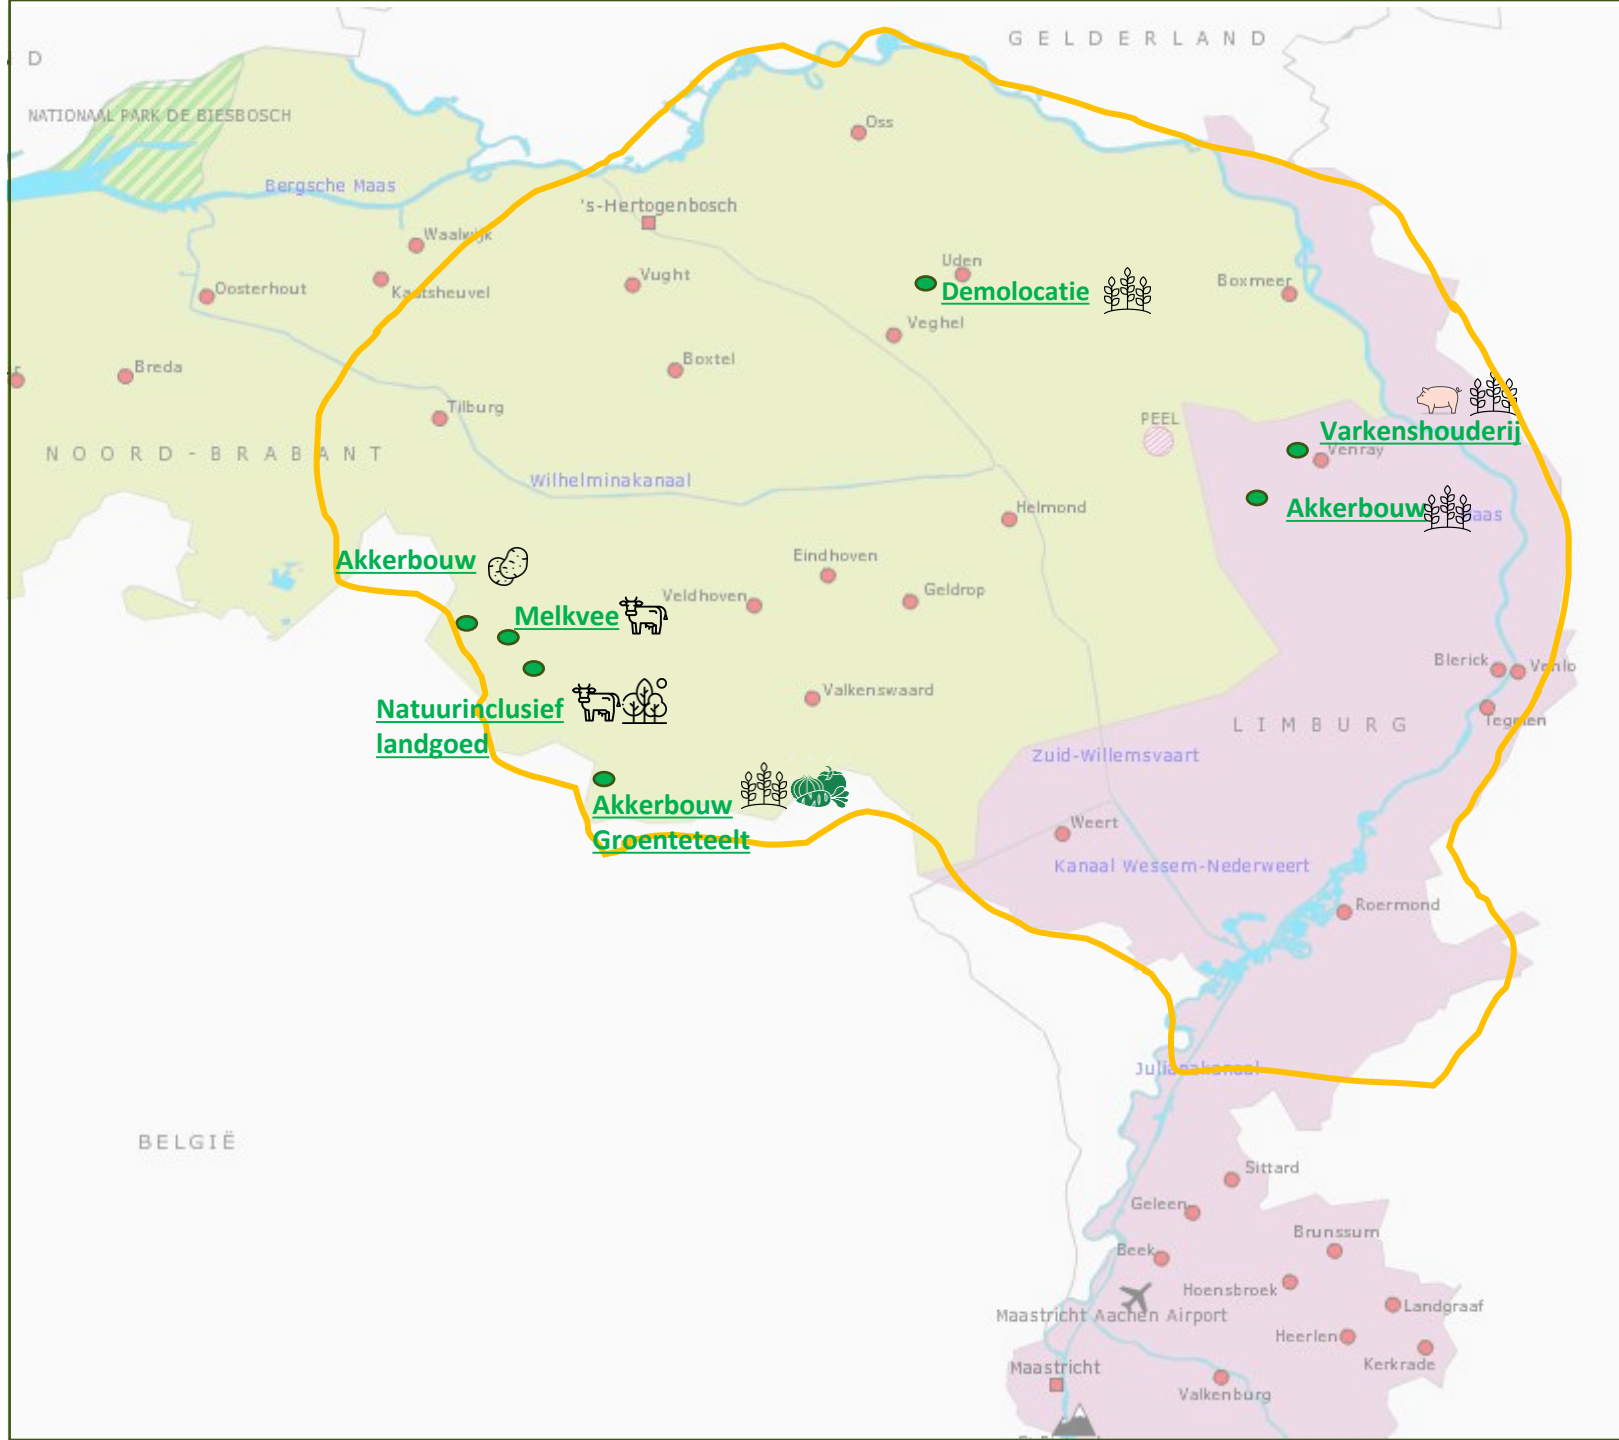 GELDERLAND
D
NATIONAAL PARK DE BIESBOSCH
Oss
Bergsche Maas
's-Hertogenbosch
Waalwijk
Uden
Vught
Boxmeer
Oosterhout
Kaatsheuvel
Demolocatie
Veghel
Boxtel
Breda
Tilburg
PEEL
Varkenshouderij
NOORD-BRABANT
Venray
Wilhelminakanaal
Helmond
Akkerbouw
aas
Akkerbouw
Eindhoven
Veldhoven
Geldrop
Melkvee
Blerick
Venlo
Valkenswaard
Natuurinclusief
landgoed
LIMBURG
Tegelen
Zuid-Willemsvaart
Akkerbouw
Groenteteelt
Weert
Kanaal Wessem-Nederweert
Roermond
Julianakanaal
BELGIË
Sittard
Geleen
Brunssum
Beek
Hoensbroek
Landgraaf
Maastricht Aachen Airport
Heerlen
Kerkrade
Maastricht
Valkenburg